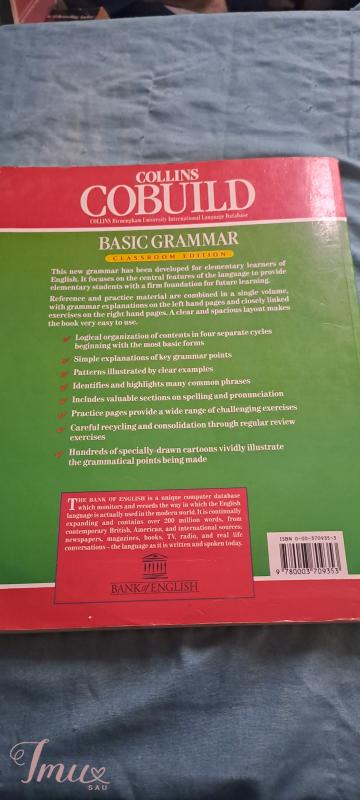 COLLINS
COBUILD
COLLINS Birmingham University International Language Database
BASIC GRAMMAR
CLASSROOM EDITION
This new grammar has been developed for elementary learners of
English. It focuses on the central features of the language to provide
elementary students with a firm foundation for future learning.
Reference and practice material are combined in a single volume,
with grammar explanations on the left hand pages and closely linked
exercises on the right hand pages. A clear and spacious layout makes
the book very easy to use.
Logical organization of contents in four separate cycles
beginning with the most basic forms
Simple explanations of key grammar points
Patterns illustrated by clear examples
Identifies and highlights many common phrases
Includes valuable sections on spelling and pronunciation
Practice pages provide a wide range of challenging exercises
Careful recycling and consolidation through regular review
exercises
Hundreds of specially-drawn cartoons vividly illustrate
the grammatical points being made
THE BANK OF ENGLISH is a unique computer database
which monitors and records the way in which the English
language is actually used in the modern world. It is continually
expanding and contains over 200 million words, from
contemporary British, American, and international sources:
newspapers, magazines, books, TV, radio, and real life
conversations – the language as it is written and spoken today.
BANK of ENGLISH
ISBN 0-00-370935-3
9 780003 709353
Imu
SAU